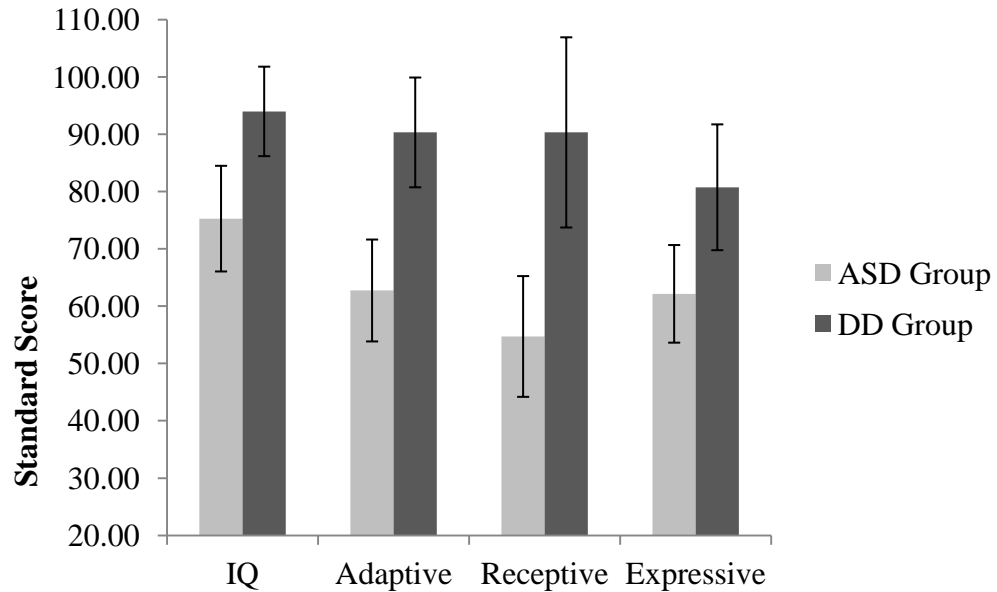 110.00
100.00
90.00
80.00
70.00
60.00
50.00
40.00
30.00
20.00
Standard Score
IQ Adaptive Receptive Expressive
ASD Group
DD Group